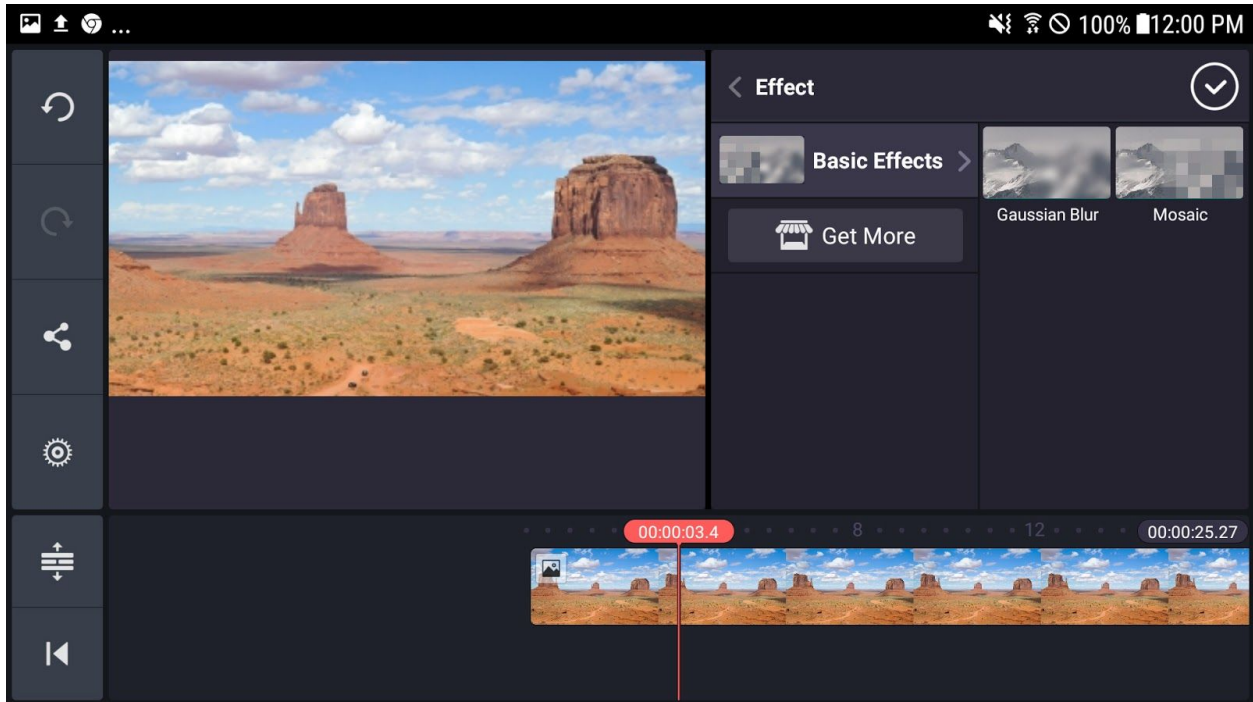 ... 100% 12:00 PM
Effect
Basic Effects
Get More
Gaussian Blur Mosaic
00:00:03.4 8 12 00:00:25.27